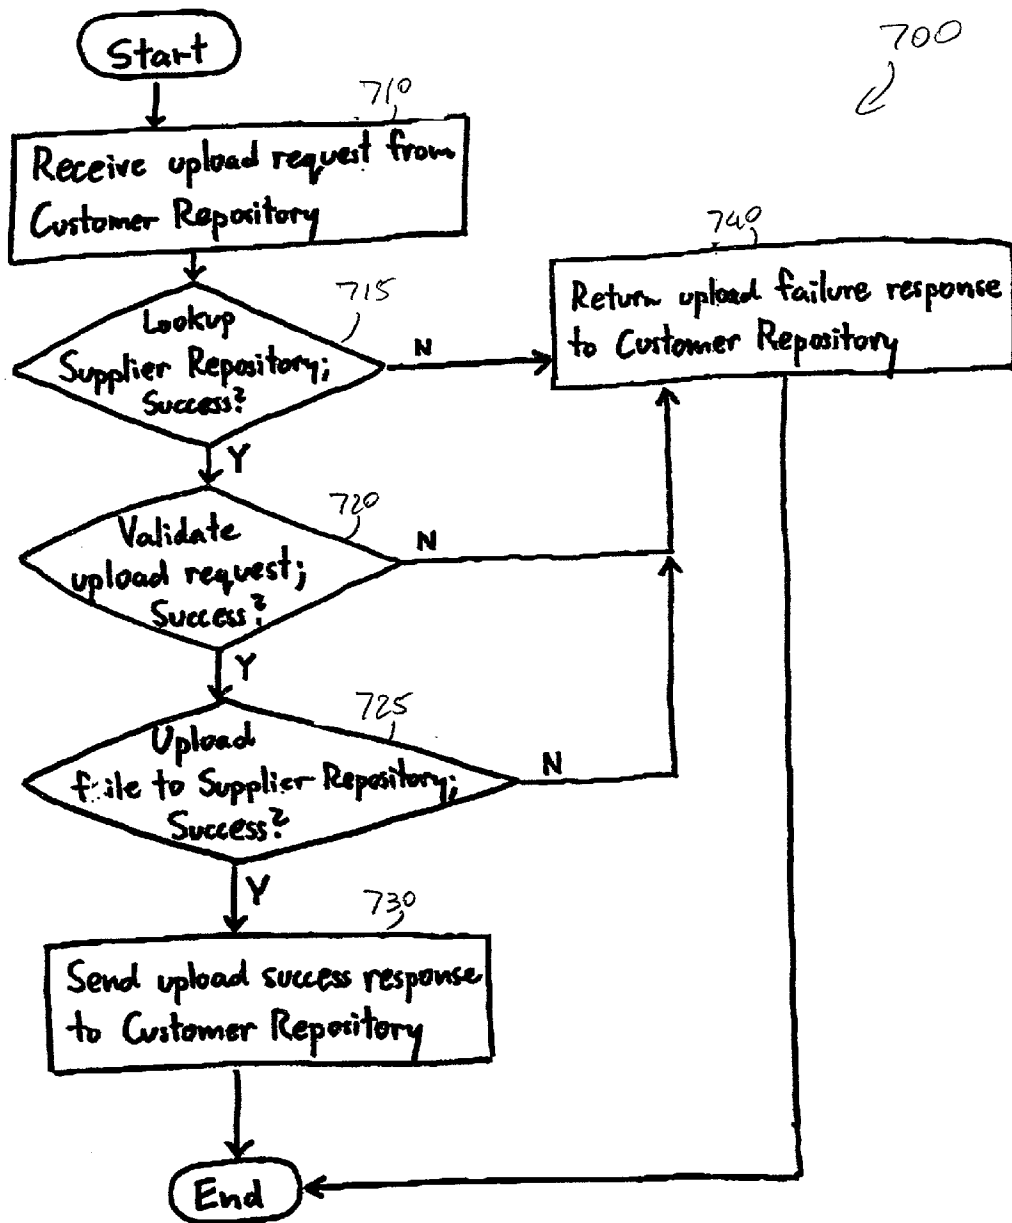 Start
700
710
Receive upload request from
Customer Repository
740
Return upload failure response
to Customer Repository
715
Lookup
Supplier Repository;
Success?
N
Y
720
Validate
upload request;
Success?
N
Y
725
Upload
file to Supplier Repository;
Success?
N
Y
730
Send upload success response
to Customer Repository
End